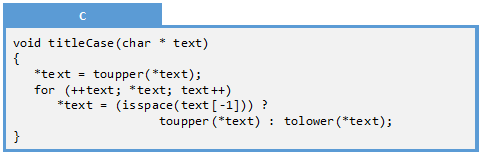 C
void titleCase(char * text)
{
   *text = toupper(*text);
   for (++text; *text; text++)
      *text = (isspace(text[-1])) ?
                    toupper(*text) : tolower(*text);
}